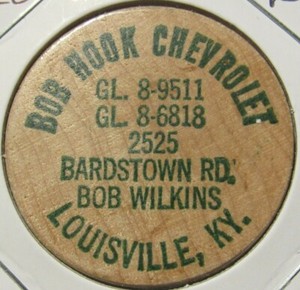 BOB HOOK CHEVROLET
GL. 8-9511
GL. 8-6818
2525
BARDSTOWN RD.
BOB WILKINS
LOUISVILLE, KY.